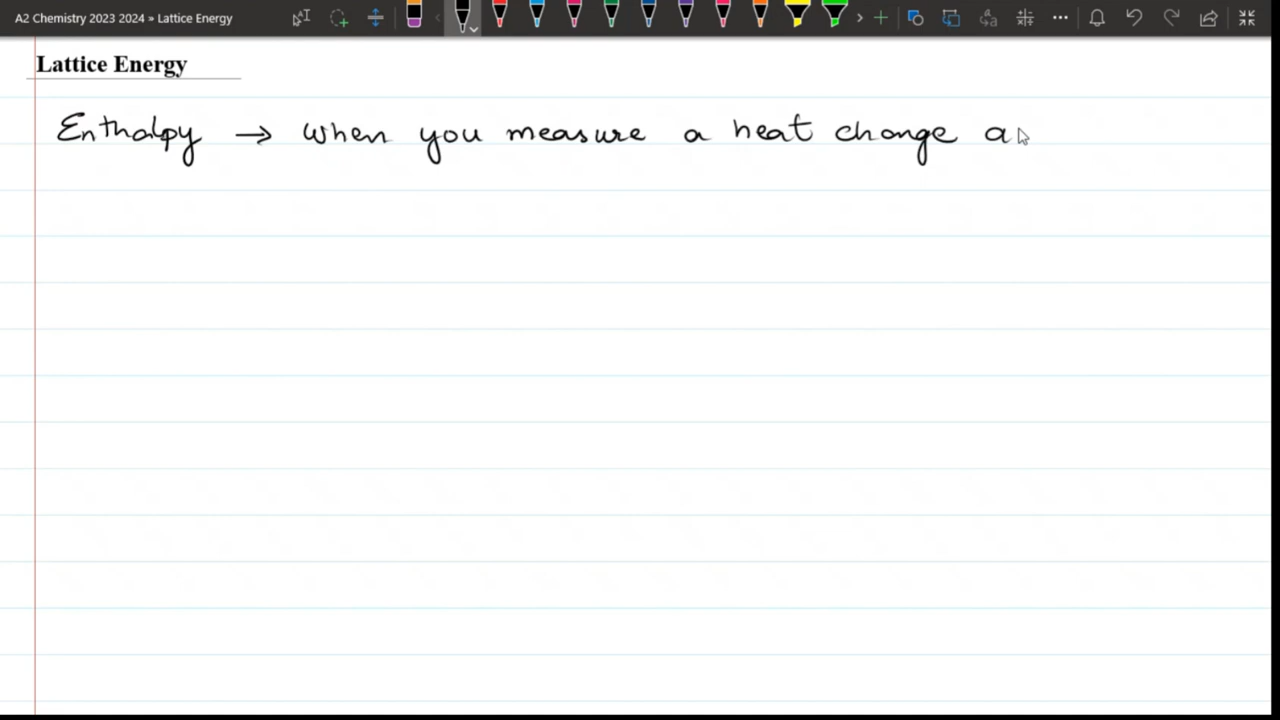 A2 Chemistry 2023 2024 » Lattice Energy
Lattice Energy
Enthalpy → when you measure a heat change a